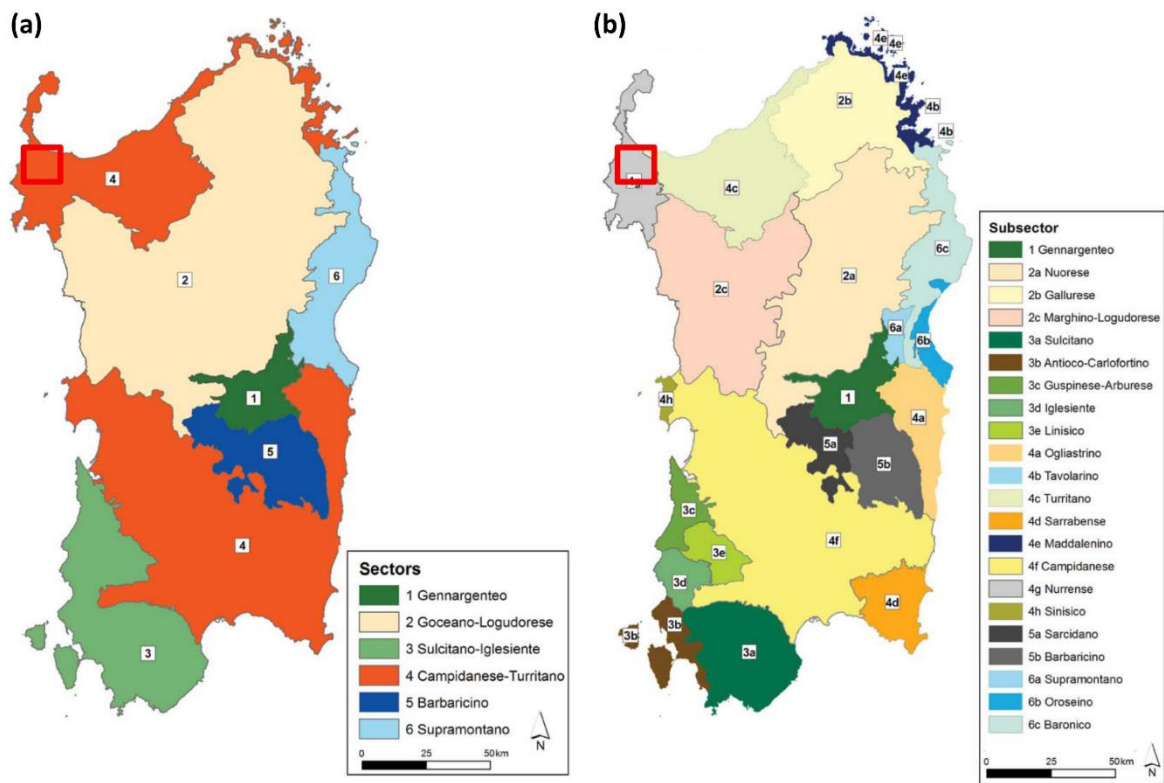 (a)
4
2
6
1
5
4
3
Sectors
1 Gennargenteo
2 Goceano-Logudorese
3 Sulcitano-Iglesiente
4 Campidanese-Turritano
5 Barbaricino
6 Supramontano
N
0 25 50km
(b)
4e
4e
4e
2b
4b
4b
4g
4c
6c
2c
2a
6a
6b
4h
1
4a
5a
5b
3c
3e
4f
3d
3b
3b
4d
3a
Subsector
1 Gennargenteo
2a Nuorese
2b Gallurese
2c Marghino-Logudorese
3a Sulcitano
3b Antioco-Carlofortino
3c Guspinese-Arburese
3d Iglesiente
3e Linisico
4a Ogliastrino
4b Tavolarino
4c Turritano
4d Sarrabense
4e Maddalenino
4f Campidanese
4g Nurrense
4h Sinisico
5a Sarcidano
5b Barbaricino
6a Supramontano
6b Oroseino
6c Baronico
N
0 25 50km